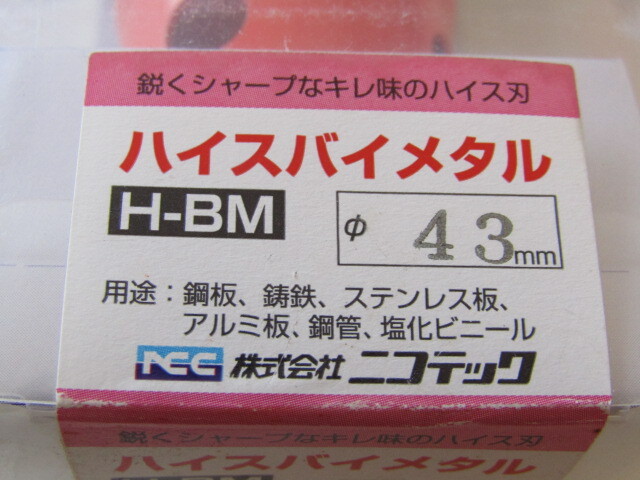 鋭くシャープなキレ味のハイス刃
ハイスバイメタル
H-BM
φ 43mm
用途：鋼板、鋳鉄、ステンレス板、
アルミ板、鋼管、塩化ビニール
株式会社 ニコテック
鋭くシャープなキレ味のハイス刃
ハイスバイメタル
H-BM